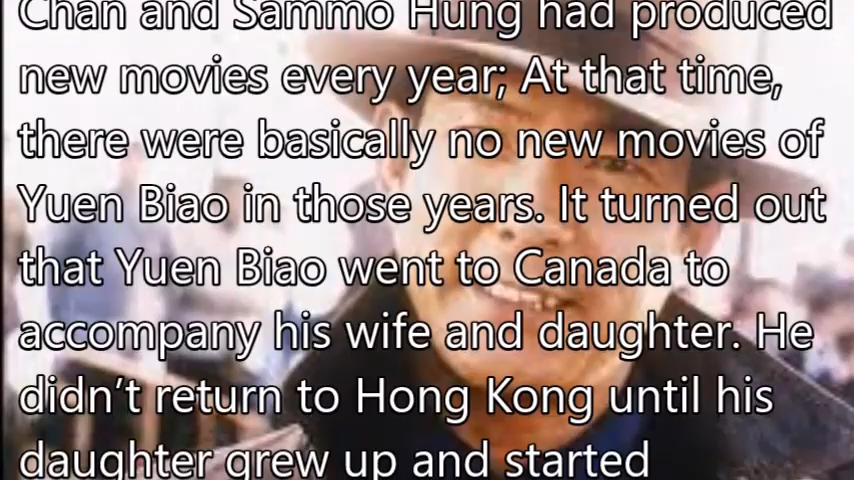 Chan and Sammo Hung had produced
new movies every year; At that time,
there were basically no new movies of
Yuen Biao in those years. It turned out
that Yuen Biao went to Canada to
accompany his wife and daughter. He
didn’t return to Hong Kong until his
daughter grew up and started